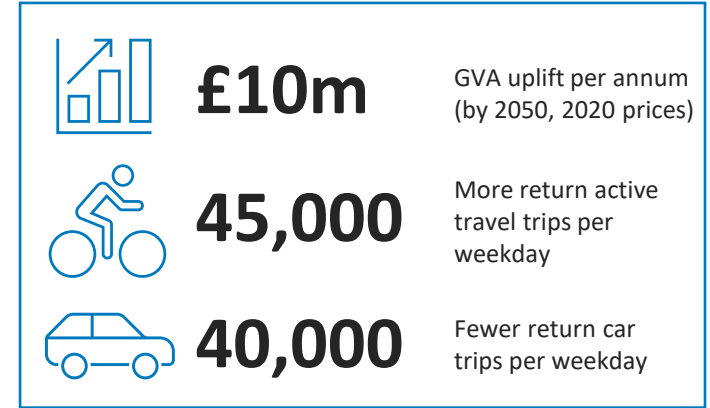 £10m
GVA uplift per annum
(by 2050, 2020 prices)
45,000
More return active
travel trips per
weekday
40,000
Fewer return car
trips per weekday